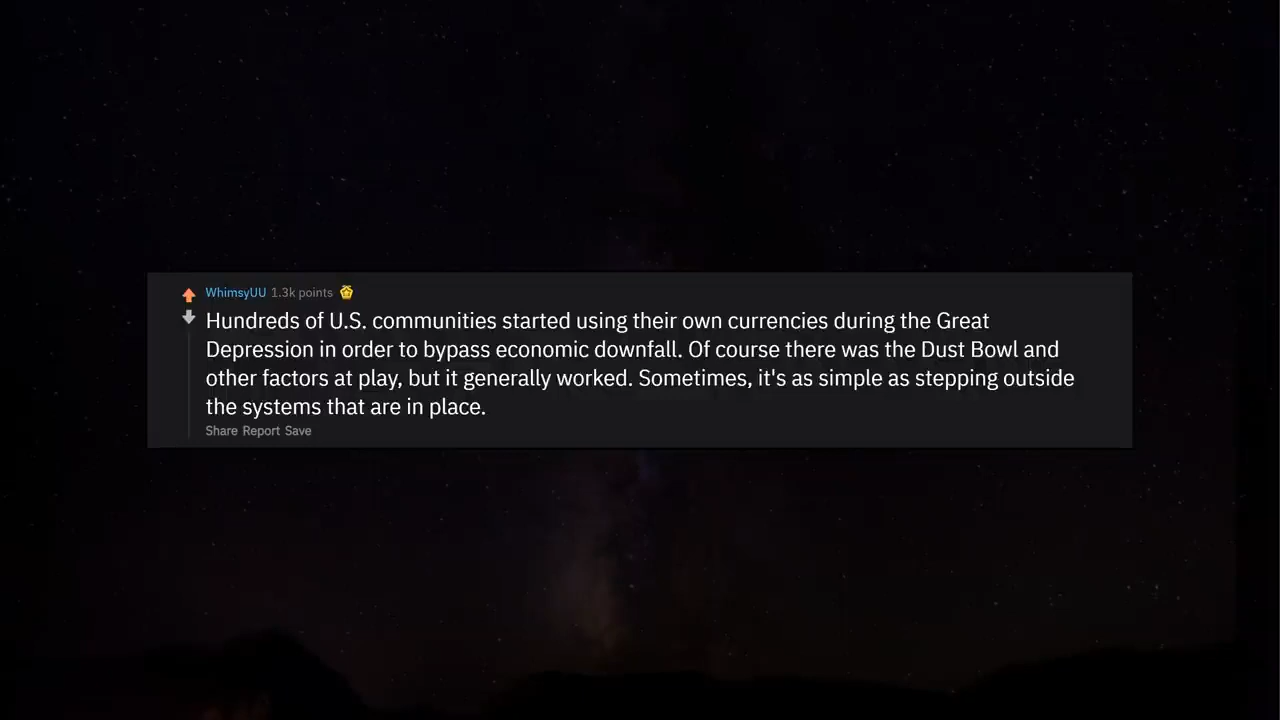 WhimsyUU 1.3k points
Hundreds of U.S. communities started using their own currencies during the Great
Depression in order to bypass economic downfall. Of course there was the Dust Bowl and
other factors at play, but it generally worked. Sometimes, it's as simple as stepping outside
the systems that are in place.
Share Report Save